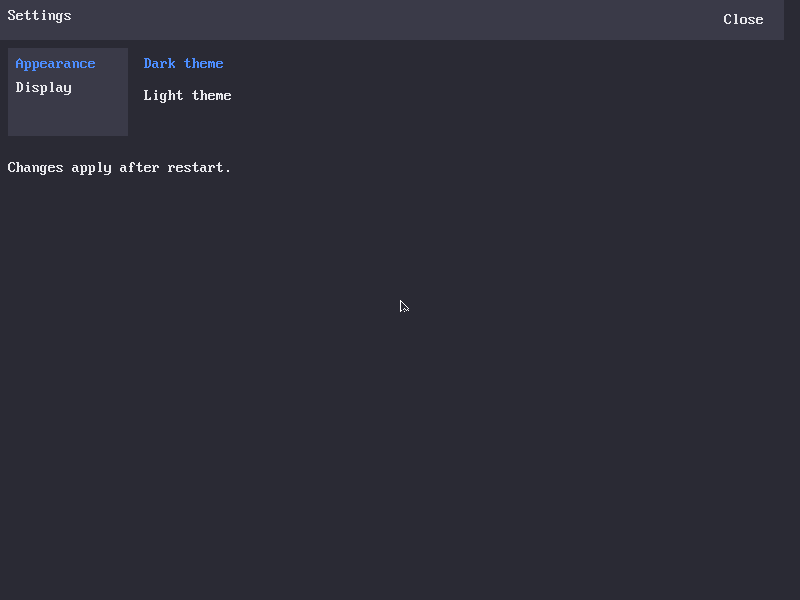 Settings
Close
Appearance
Display
Dark theme
Light theme
Changes apply after restart.